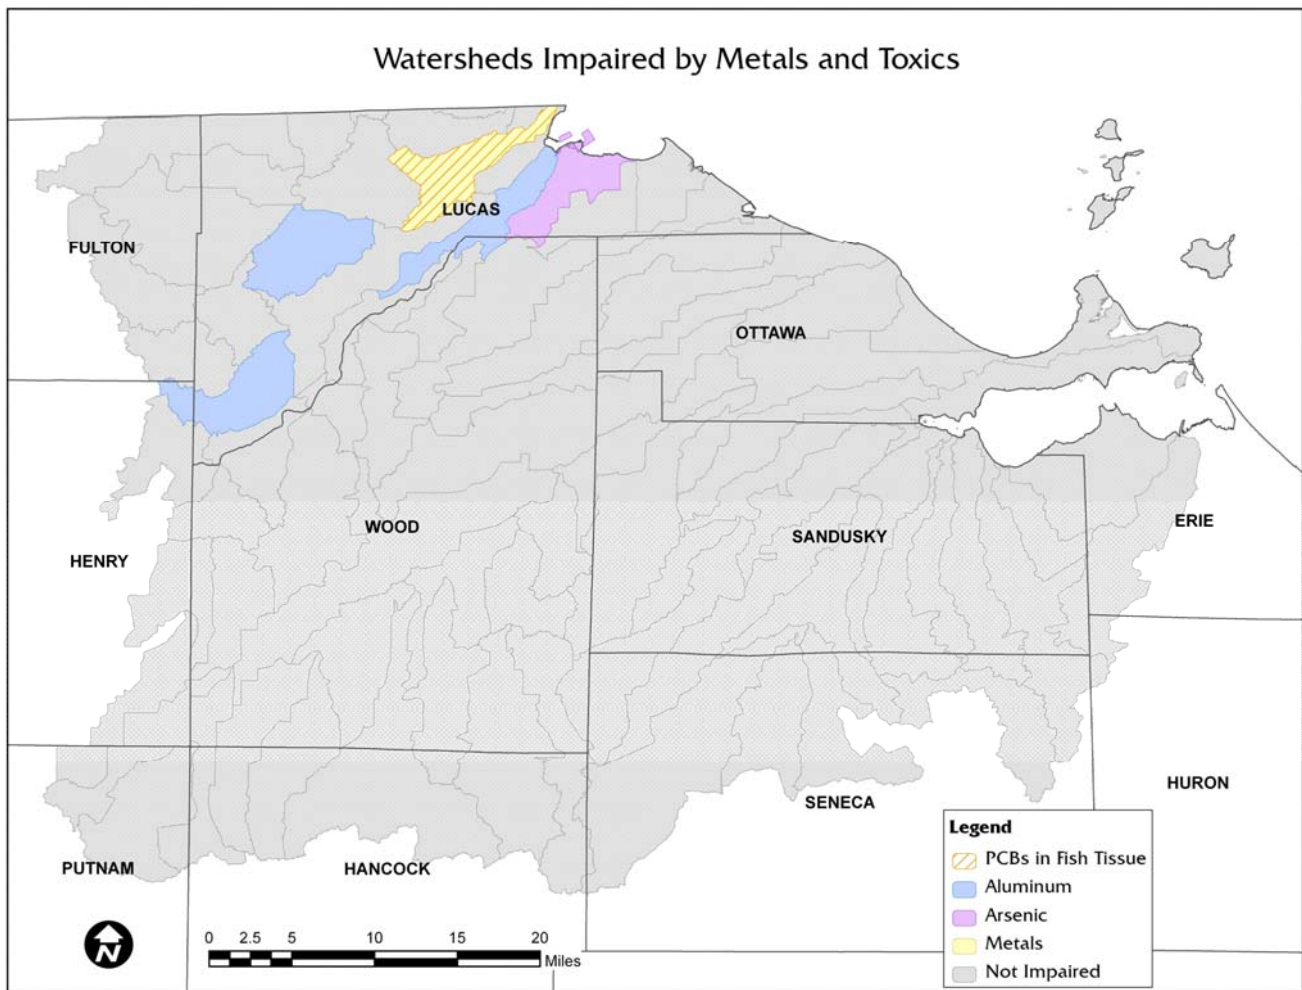 Watersheds Impaired by Metals and Toxics
LUCAS
FULTON
OTTAWA
WOOD
SANDUSKY
ERIE
HENRY
HURON
SENECA
PUTNAM
HANCOCK
Legend
PCBs in Fish Tissue
Aluminum
Arsenic
Metals
Not Impaired
N
0 2.5 5 10 15 20
Miles